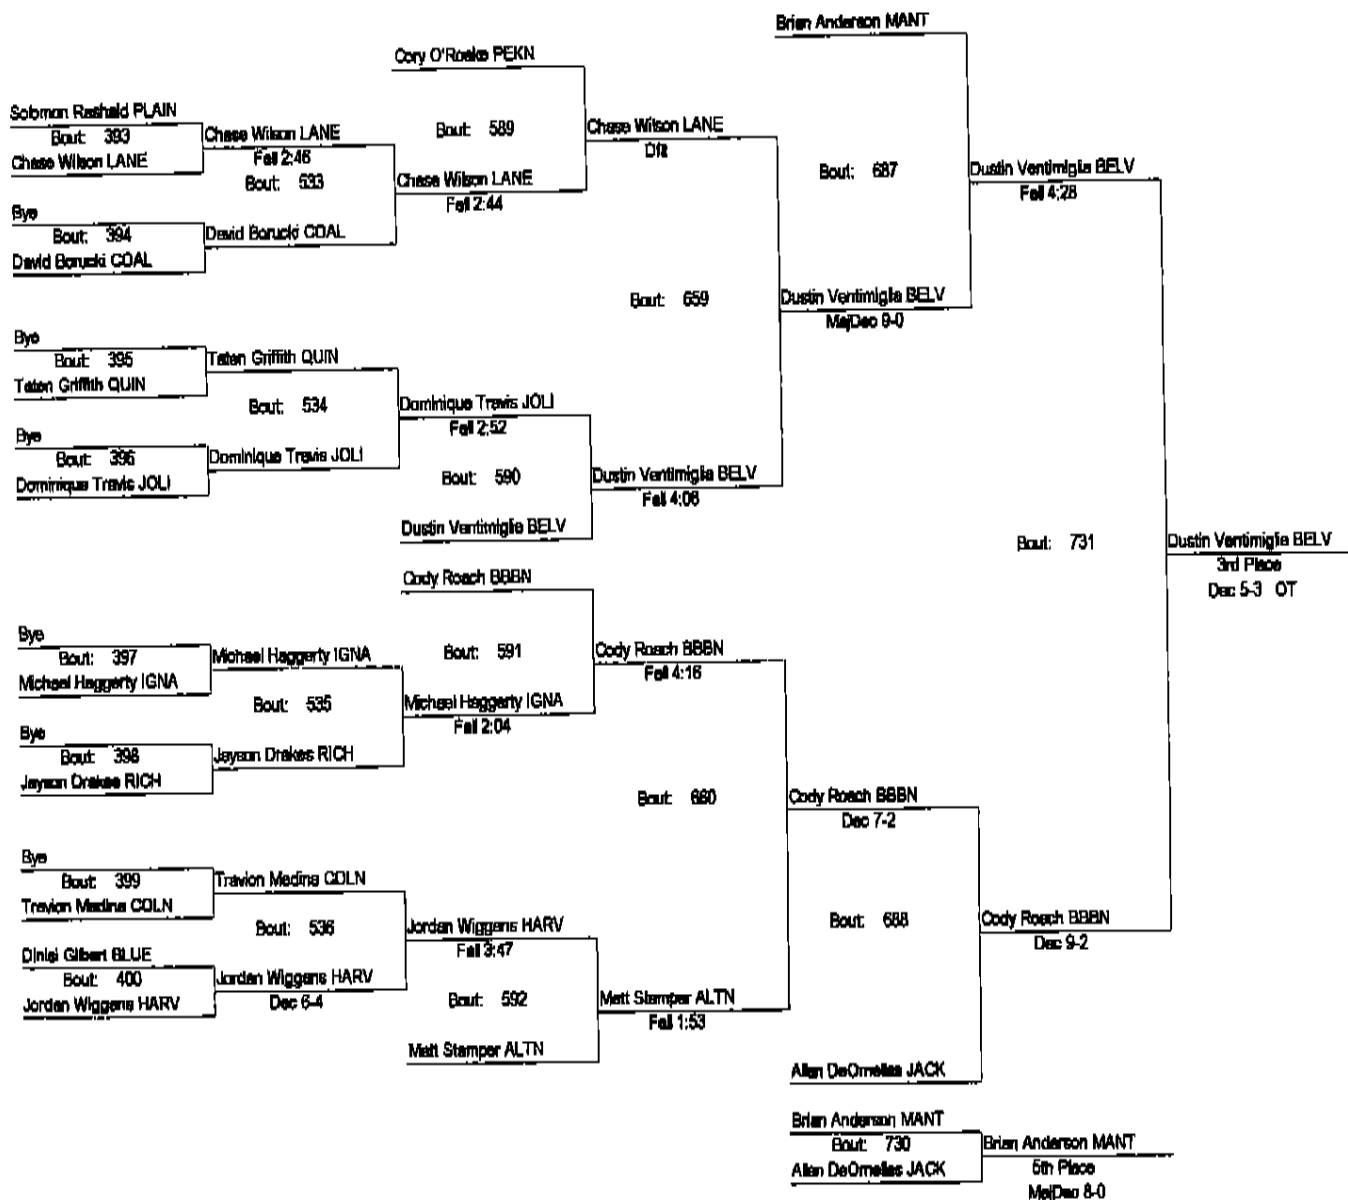 Brian Anderson MANT
Cory O'Roake PEKN
Solomon Rashaid PLAIN
Bout: 393
Chase Wilson LANE
Chase Wilson LANE
Fall 2:46
Bout: 533
Bout: 589
Chase Wilson LANE
Dflt
Chase Wilson LANE
Fall 2:44
Bout: 687
Dustin Ventimiglia BELV
Fall 4:28
Bye
Bout: 394
David Borucki COAL
David Borucki COAL
Bout: 659
Dustin Ventimiglia BELV
MajDec 9-0
Bye
Bout: 395
Taten Griffith QUIN
Taten Griffith QUIN
Bout: 534
Dominique Travis JOLI
Fall 2:52
Bye
Bout: 396
Dominique Travis JOLI
Dominique Travis JOLI
Bout: 590
Dustin Ventimiglia BELV
Fall 4:06
Dustin Ventimiglia BELV
Bout: 731
Dustin Ventimiglia BELV
3rd Place
Dec 5-3 OT
Cody Roach BBBN
Bye
Bout: 397
Michael Haggerty IGNA
Michael Haggerty IGNA
Bout: 591
Cody Roach BBBN
Fall 4:16
Bout: 535
Michael Haggerty IGNA
Fall 2:04
Bye
Bout: 398
Jayson Drakes RICH
Jayson Drakes RICH
Bout: 660
Cody Roach BBBN
Dec 7-2
Bye
Bout: 399
Travion Medina COLN
Travion Medina COLN
Bout: 536
Jordan Wiggens HARV
Fall 3:47
Bout: 688
Cody Roach BBBN
Dec 9-2
Dinisi Gilbert BLUE
Bout: 400
Jordan Wiggens HARV
Jordan Wiggens HARV
Dec 6-4
Bout: 592
Matt Stamper ALTN
Fall 1:53
Matt Stamper ALTN
Allen DeOrnellas JACK
Brian Anderson MANT
Bout: 730
Allen DeOrnellas JACK
Brian Anderson MANT
5th Place
MajDec 8-0